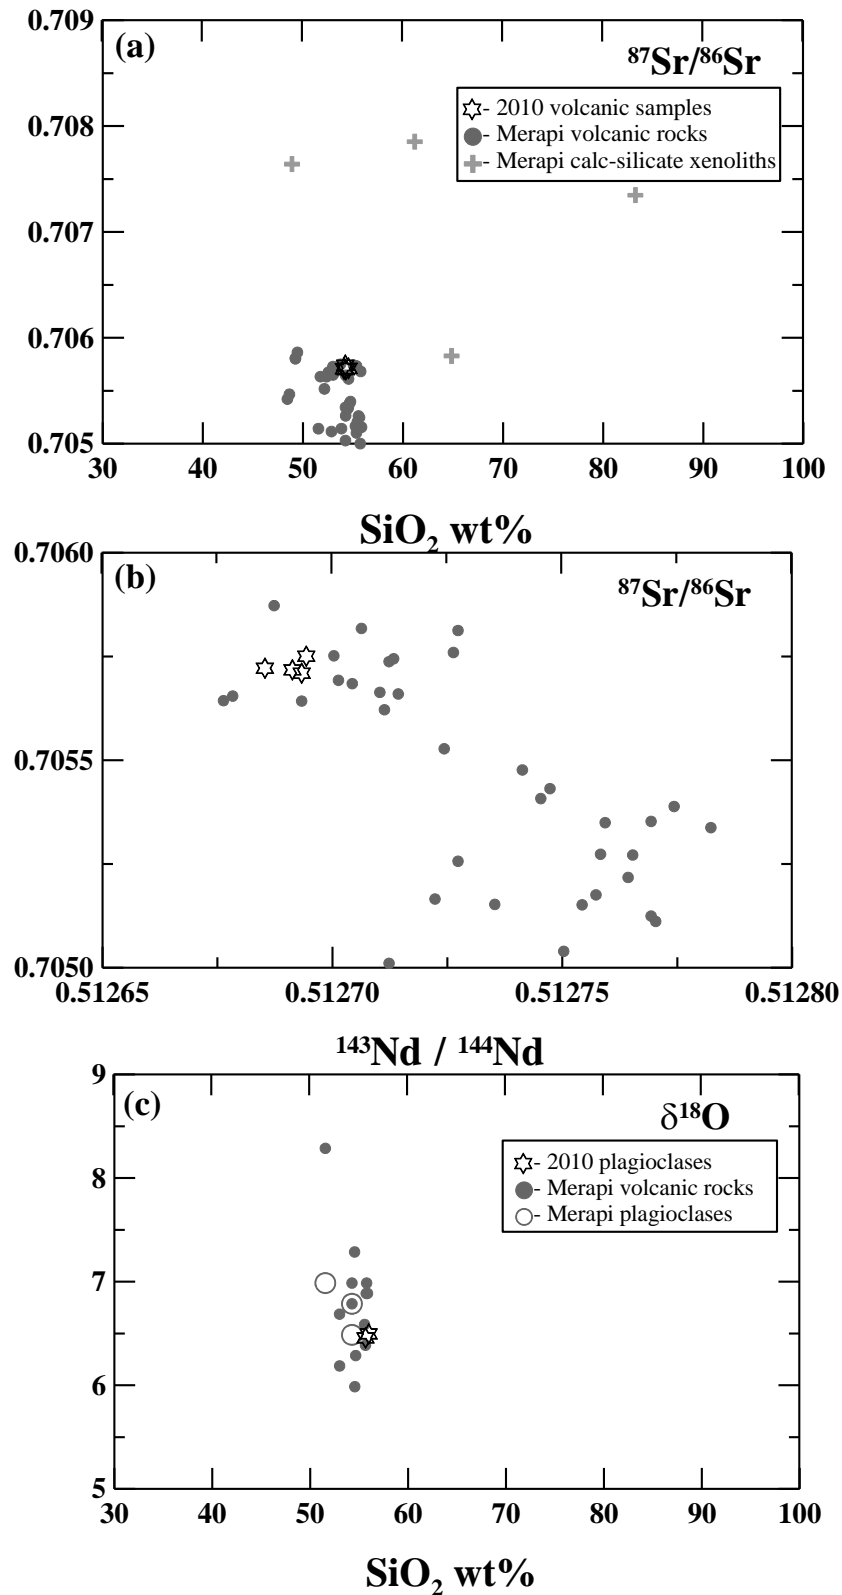 0.709
(a)
⁸⁷Sr/⁸⁶Sr
0.708
- 2010 volcanic samples
- Merapi volcanic rocks
- Merapi calc-silicate xenoliths
0.707
0.706
0.705
30 40 50 60 70 80 90 100
SiO₂ wt%
0.7060
(b)
⁸⁷Sr/⁸⁶Sr
0.7055
0.7050
0.51265 0.51270 0.51275 0.51280
¹⁴³Nd / ¹⁴⁴Nd
9
(c)
δ¹⁸O
8
- 2010 plagioclases
- Merapi volcanic rocks
- Merapi plagioclases
7
6
5
30 40 50 60 70 80 90 100
SiO₂ wt%